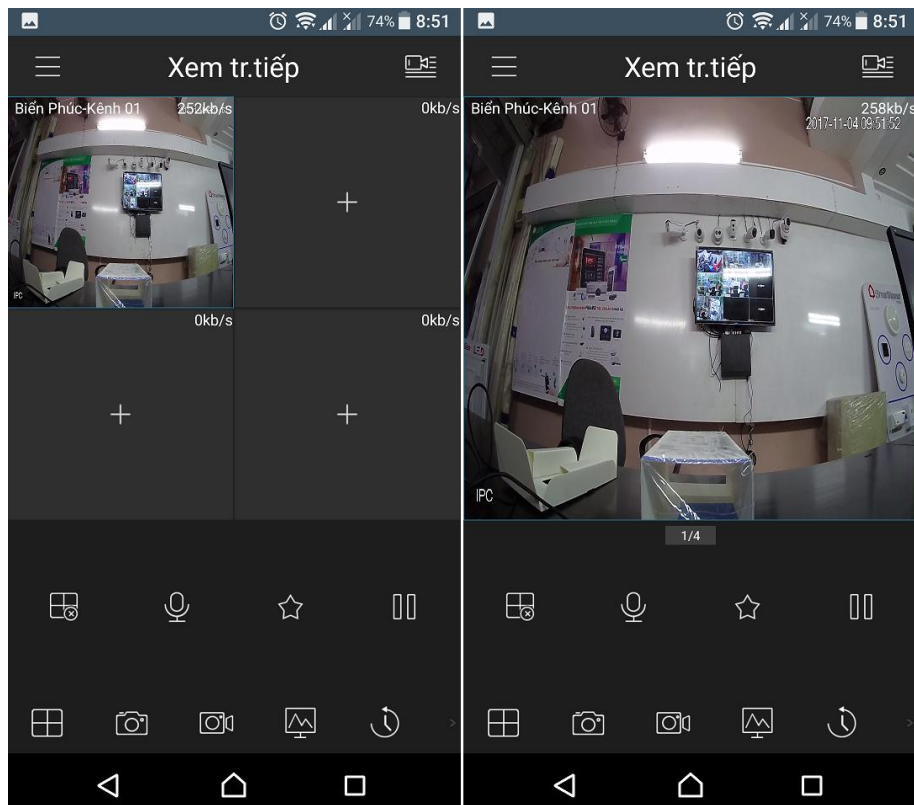 74% 8:51
Xem tr.tiếp
Biển Phúc-Kênh 01 252kb/s
0kb/s
IPC
0kb/s
0kb/s
74% 8:51
Xem tr.tiếp
Biển Phúc-Kênh 01 258kb/s
2017-11-04 09:51:52
SmartHome
IPC
1/4